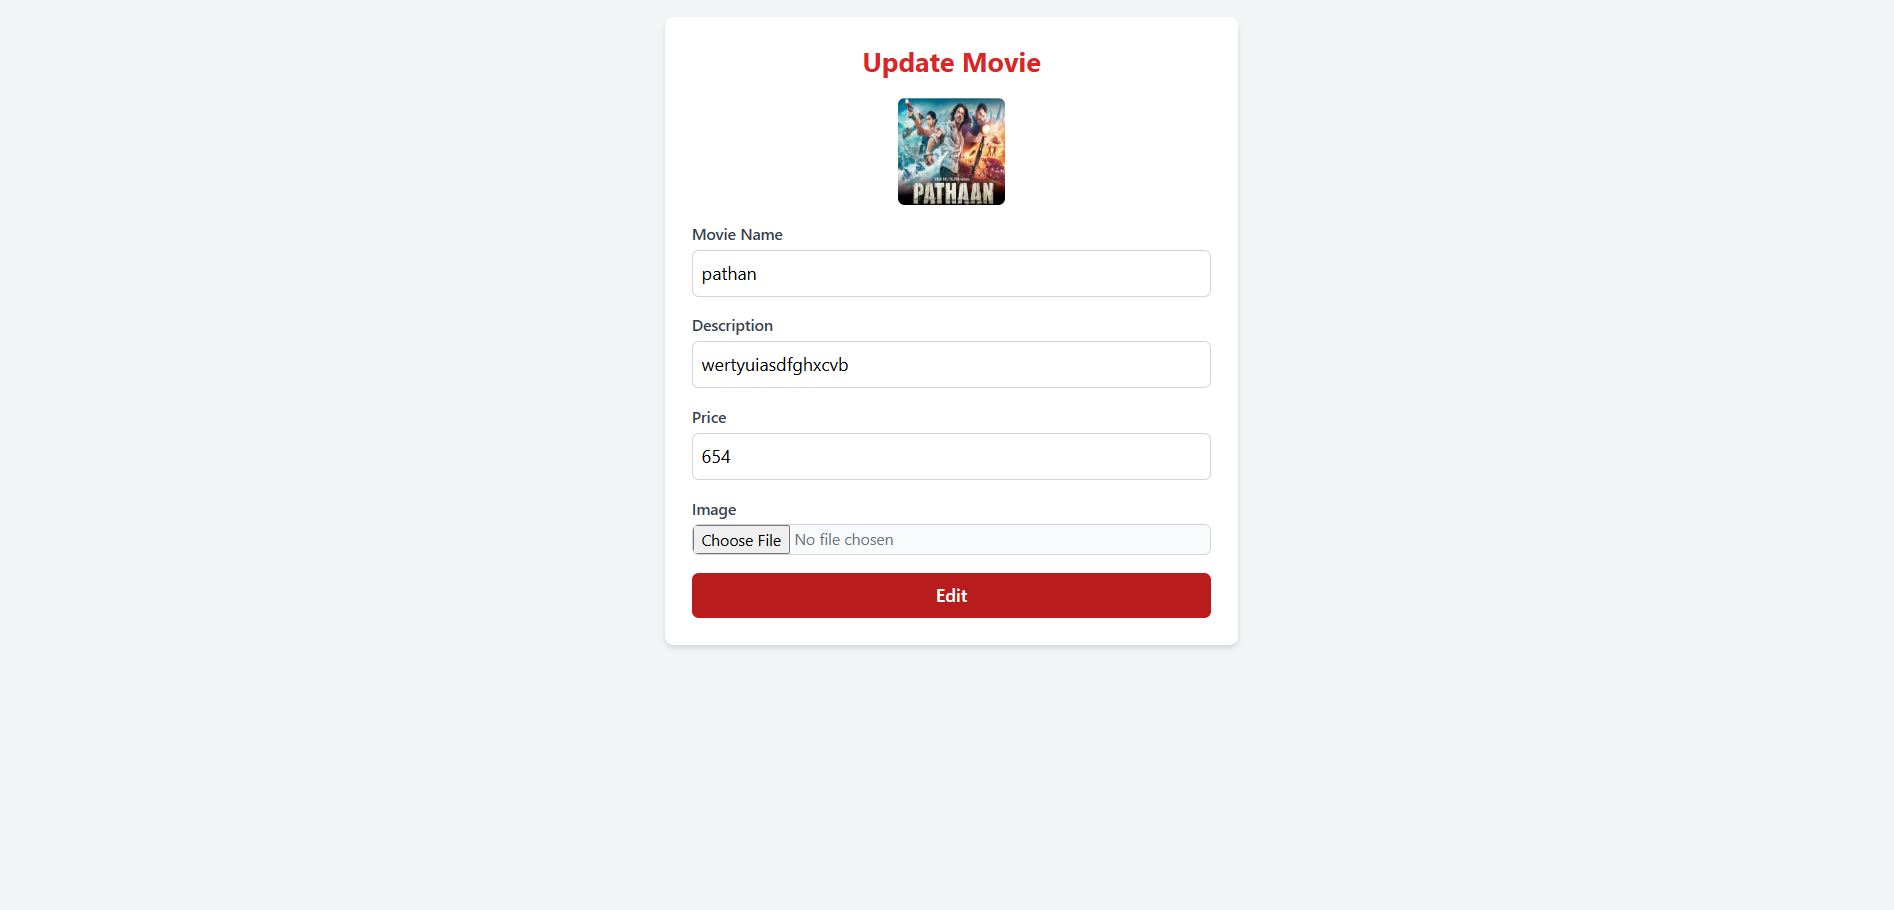 Update Movie
PATHAAN
Movie Name
pathan
Description
wertyuiasdfghxcvb
Price
654
Image
Choose File No file chosen
Edit